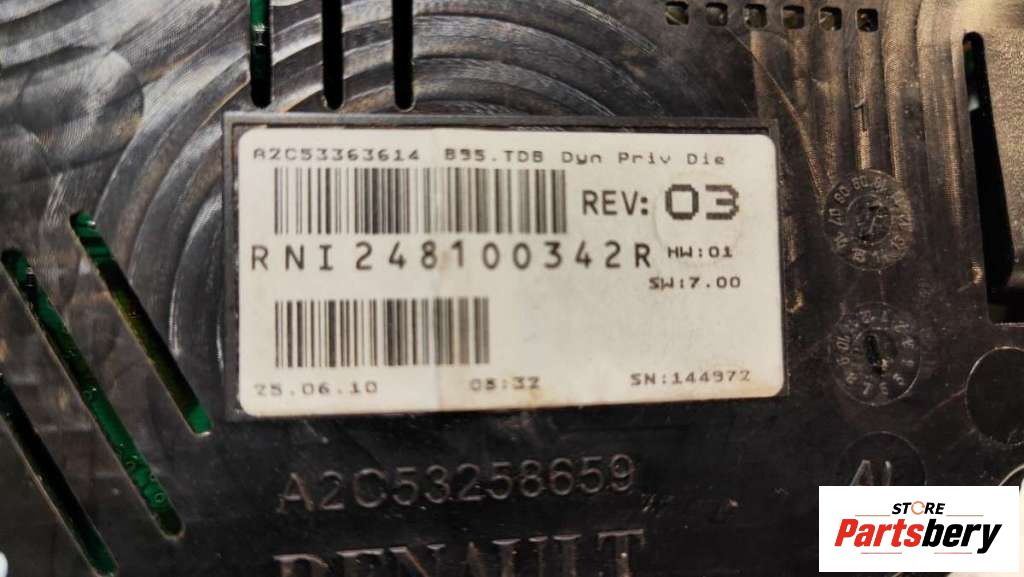 A2C53363614 B95.TDB Dyn Priv Die
REV: 03
RNI 248100342R HW:01
SW:7.00
25.06.10 08:32 SN:144972
A2C53258659
RENAULT
STORE
Partsbery